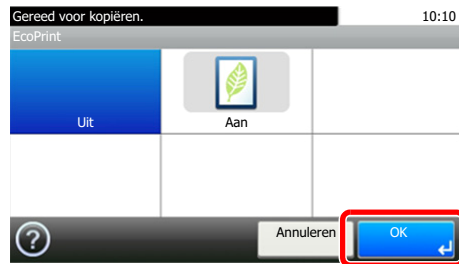 Gereed voor kopiëren. 10:10
EcoPrint
Uit Aan
? Annuleren OK